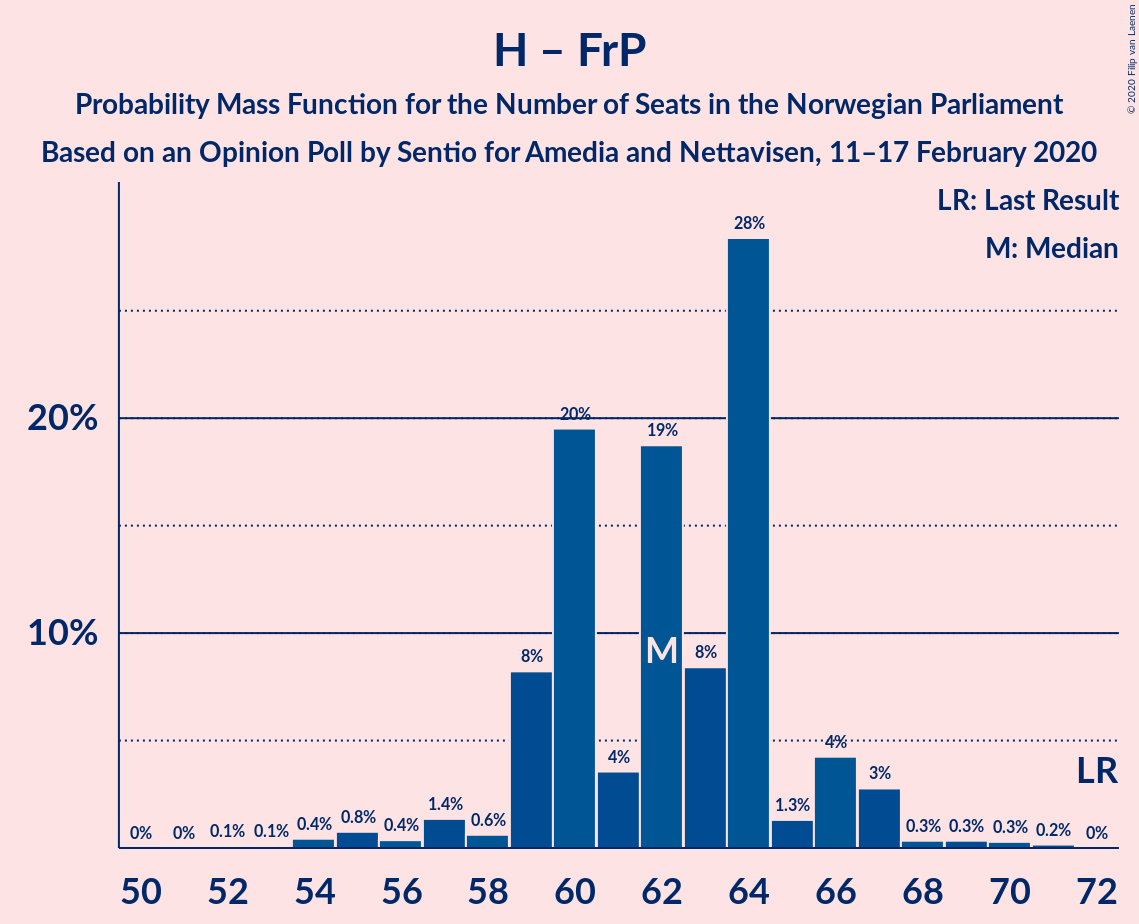 H – FrP
Probability Mass Function for the Number of Seats in the Norwegian Parliament
Based on an Opinion Poll by Sentio for Amedia and Nettavisen, 11–17 February 2020
© 2020 Filip van Laenen
LR: Last Result
M: Median
20%
10%
0%
0%
0.1%
0.1%
0.4%
0.8%
0.4%
1.4%
0.6%
8%
20%
4%
19%
8%
28%
1.3%
4%
3%
0.3%
0.3%
0.3%
0.2%
0%
M
LR
50 52 54 56 58 60 62 64 66 68 70 72